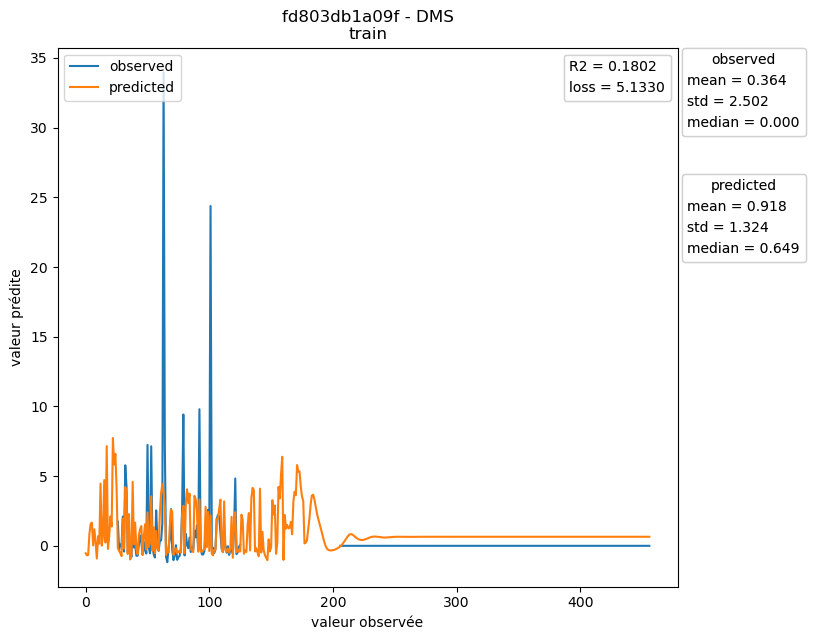 fd803db1a09f - DMS
train
observed
predicted
R2 = 0.1802
loss = 5.1330
observed
mean = 0.364
std = 2.502
median = 0.000
predicted
mean = 0.918
std = 1.324
median = 0.649
35
30
25
20
15
10
5
0
valeur prédite
0
100
200
300
400
valeur observée